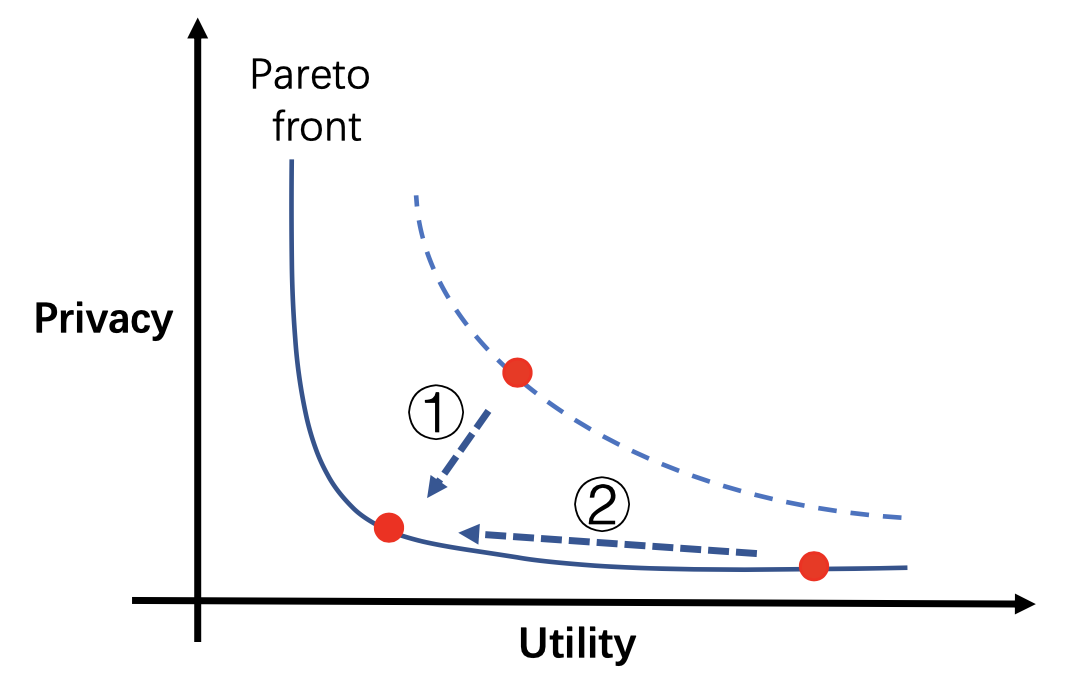 Pareto
front
Privacy
①
②
Utility